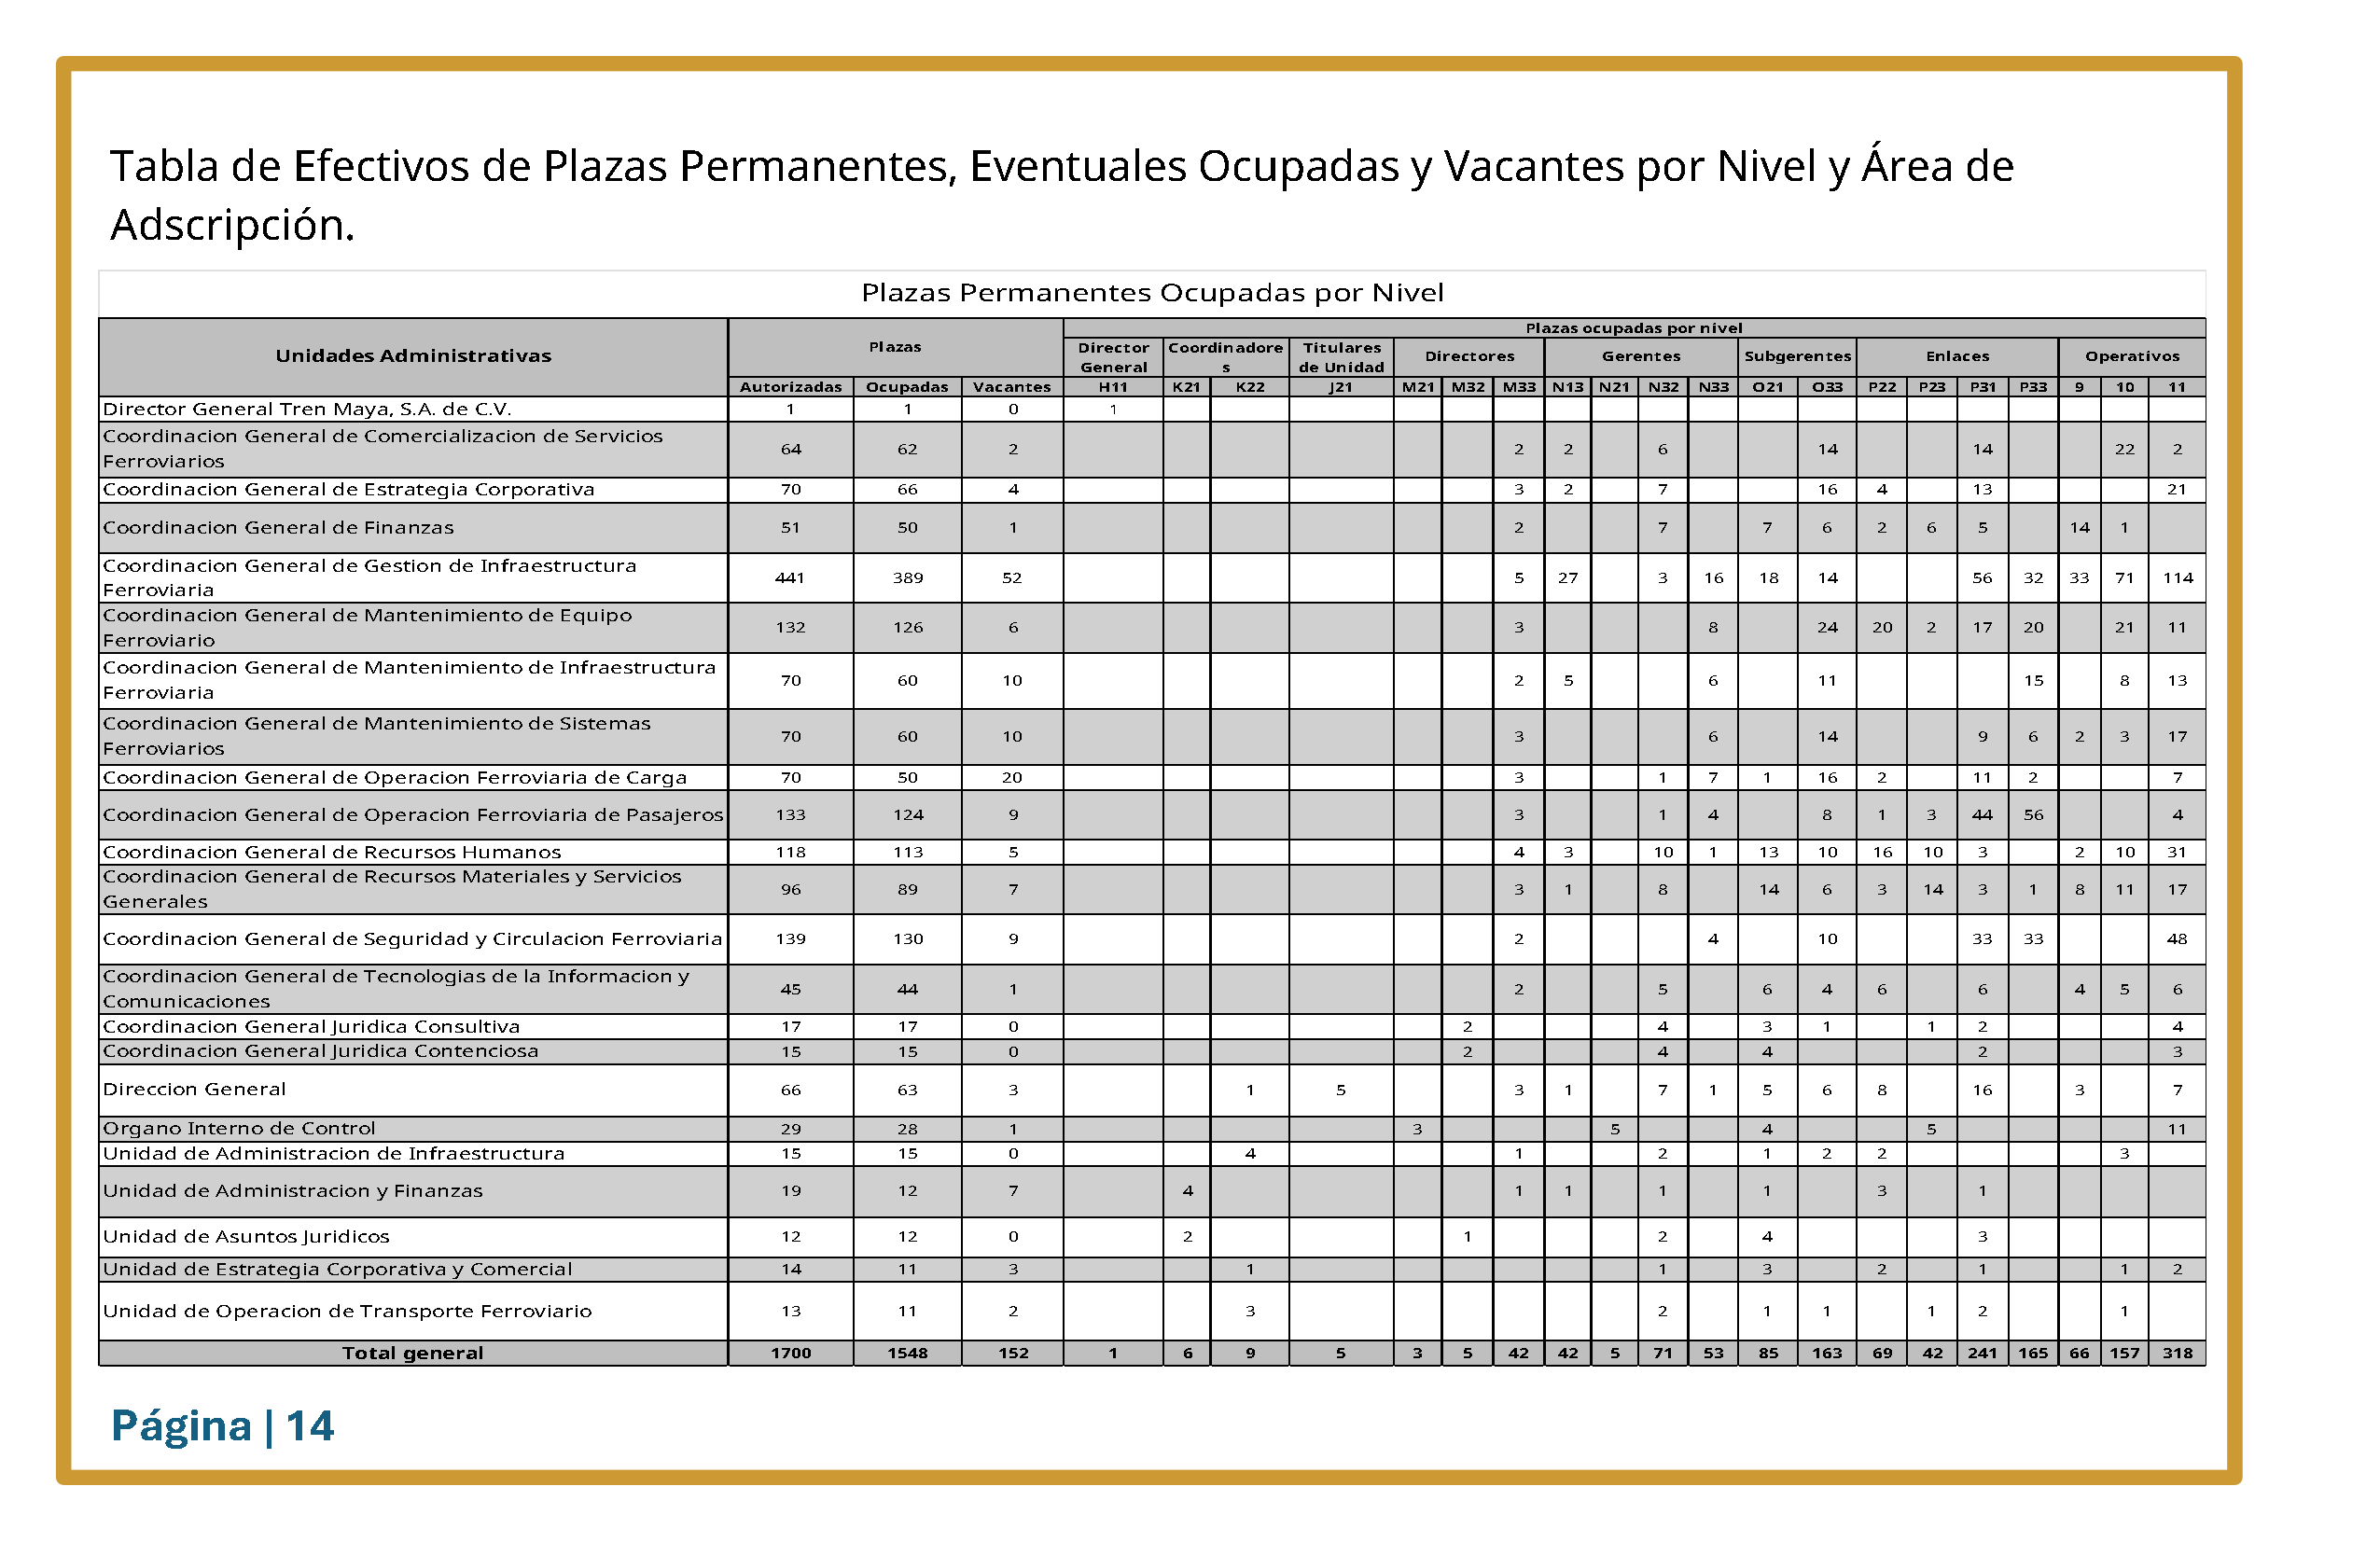 Tabla de Efectivos de Plazas Permanentes, Eventuales Ocupadas y Vacantes por Nivel y Área de
Adscripción.
Plazas Permanentes Ocupadas por Nivel
Unidades Administrativas Plazas Plazas ocupadas por nivel
Director General Coordinadores Titulares de Unidad Directores Gerentes Subgerentes Enlaces Operativos
Autorizadas Ocupadas Vacantes H11 K21 K22 J21 M21 M32 M33 N13 N21 N32 N33 O21 O33 P22 P23 P31 P33 9 10 11
Director General Tren Maya, S.A. de C.V. 1 1 0 1
Coordinacion General de Comercializacion de Servicios
Ferroviarios 64 62 2 2 2 6 14 14 22 2
Coordinacion General de Estrategia Corporativa 70 66 4 3 2 7 16 4 13 21
Coordinacion General de Finanzas 51 50 1 2 7 7 6 2 6 5 14 1
Coordinacion General de Gestion de Infraestructura
Ferroviaria 441 389 52 5 27 3 16 18 14 56 32 33 71 114
Coordinacion General de Mantenimiento de Equipo
Ferroviario 132 126 6 3 8 24 20 2 17 20 21 11
Coordinacion General de Mantenimiento de Infraestructura
Ferroviaria 70 60 10 2 5 6 11 15 8 13
Coordinacion General de Mantenimiento de Sistemas
Ferroviarios 70 60 10 3 6 14 9 6 2 3 17
Coordinacion General de Operacion Ferroviaria de Carga 70 50 20 3 1 7 1 16 2 11 2 7
Coordinacion General de Operacion Ferroviaria de Pasajeros 133 124 9 3 1 4 8 1 3 44 56 4
Coordinacion General de Recursos Humanos 118 113 5 4 3 10 1 13 10 16 10 3 2 10 31
Coordinacion General de Recursos Materiales y Servicios
Generales 96 89 7 3 1 8 14 6 3 14 3 1 8 11 17
Coordinacion General de Seguridad y Circulacion Ferroviaria 139 130 9 2 4 10 33 33 48
Coordinacion General de Tecnologias de la Informacion y
Comunicaciones 45 44 1 2 5 6 4 6 6 4 5 6
Coordinacion General Juridica Consultiva 17 17 0 2 4 3 1 1 2 4
Coordinacion General Juridica Contenciosa 15 15 0 2 4 4 2 3
Direccion General 66 63 3 1 5 3 1 7 1 5 6 8 16 3 7
Organo Interno de Control 29 28 1 3 5 4 5 11
Unidad de Administracion de Infraestructura 15 15 0 4 1 2 1 2 2 3
Unidad de Administracion y Finanzas 19 12 7 4 1 1 1 1 3 1
Unidad de Asuntos Juridicos 12 12 0 2 1 2 4 3
Unidad de Estrategia Corporativa y Comercial 14 11 3 1 1 3 2 1 1 2
Unidad de Operacion de Transporte Ferroviario 13 11 2 3 2 1 1 1 2 1
Total general 1700 1548 152 1 6 9 5 3 5 42 42 5 71 53 85 163 69 42 241 165 66 157 318
Página | 14